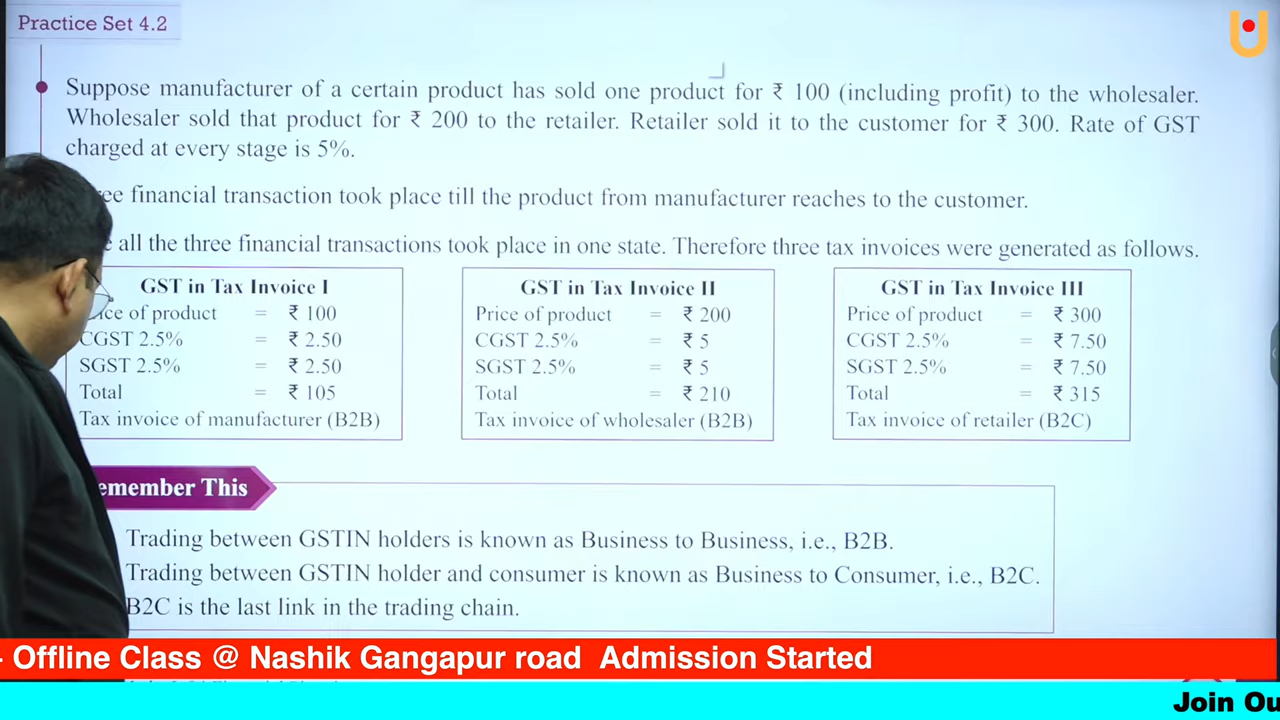 Practice Set 4.2
Suppose manufacturer of a certain product has sold one product for ₹ 100 (including profit) to the wholesaler.
Wholesaler sold that product for ₹ 200 to the retailer. Retailer sold it to the customer for ₹ 300. Rate of GST
charged at every stage is 5%.
financial transaction took place till the product from manufacturer reaches to the customer.
all the three financial transactions took place in one state. Therefore three tax invoices were generated as follows.
GST in Tax Invoice I
of product = ₹ 100
CGST 2.5% = ₹ 2.50
SGST 2.5% = ₹ 2.50
Total = ₹ 105
Tax invoice of manufacturer (B2B)
GST in Tax Invoice II
Price of product = ₹ 200
CGST 2.5% = ₹ 5
SGST 2.5% = ₹ 5
Total = ₹ 210
Tax invoice of wholesaler (B2B)
GST in Tax Invoice III
Price of product = ₹ 300
CGST 2.5% = ₹ 7.50
SGST 2.5% = ₹ 7.50
Total = ₹ 315
Tax invoice of retailer (B2C)
emember This
Trading between GSTIN holders is known as Business to Business, i.e., B2B.
Trading between GSTIN holder and consumer is known as Business to Consumer, i.e., B2C.
B2C is the last link in the trading chain.
- Offline Class @ Nashik Gangapur road Admission Started
Join Ou